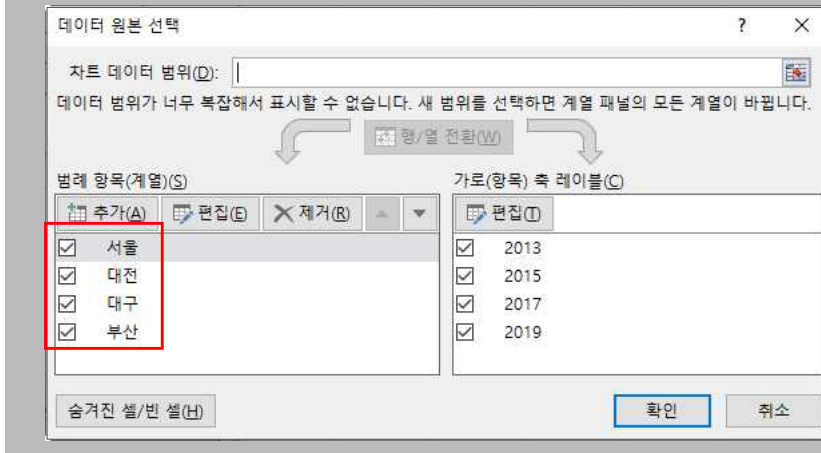 데이터 원본 선택 ? ×
차트 데이터 범위(D):
데이터 범위가 너무 복잡해서 표시할 수 없습니다. 새 범위를 선택하면 계열 패널의 모든 계열이 바뀝니다.
행/열 전환(W)
범례 항목(계열)(S) 가로(항목) 축 레이블(C)
추가(A) 편집(E) 제거(R) 편집(T)
서울 2013
대전 2015
대구 2017
부산 2019
숨겨진 셀/빈 셀(H) 확인 취소